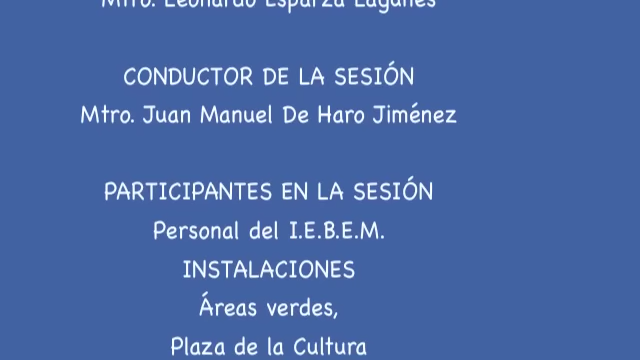 Mtro. Leonardo Esparza Lagunes
CONDUCTOR DE LA SESIÓN
Mtro. Juan Manuel De Haro Jiménez
PARTICIPANTES EN LA SESIÓN
Personal del I.E.B.E.M.
INSTALACIONES
Áreas verdes,
Plaza de la Cultura